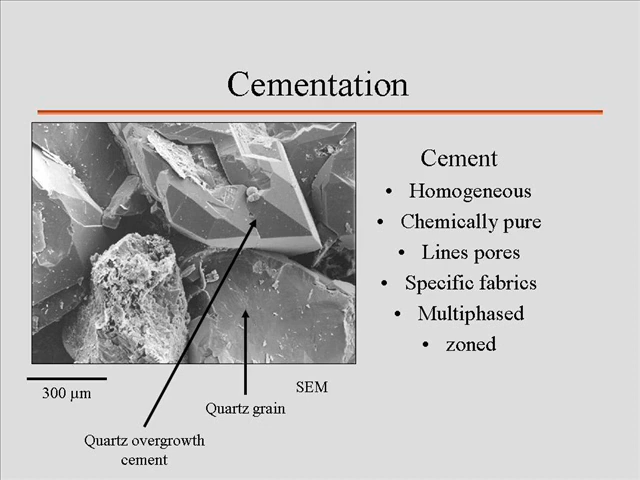 Cementation
Cement
• Homogeneous
• Chemically pure
• Lines pores
• Specific fabrics
• Multiphased
• zoned
300 µm
SEM
Quartz grain
Quartz overgrowth
cement